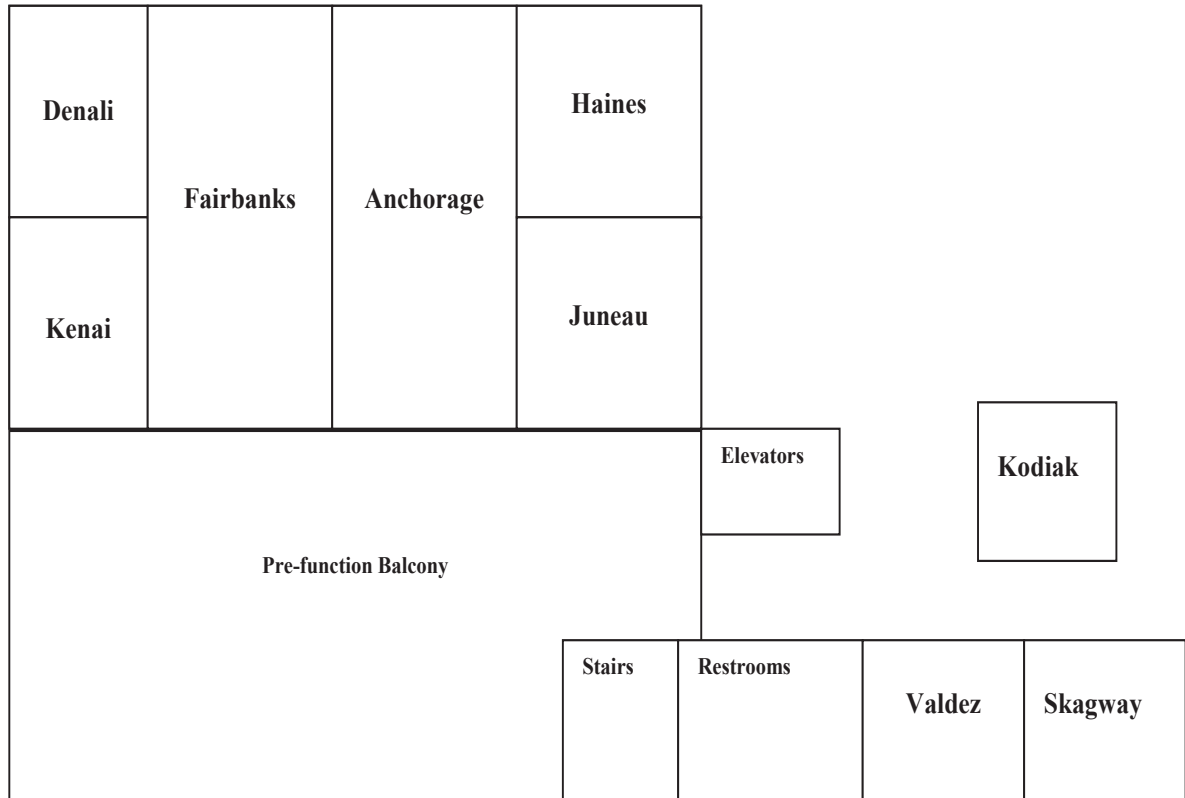 Denali
Haines
Fairbanks
Anchorage
Kenai
Juneau
Elevators
Kodiak
Pre-function Balcony
Stairs
Restrooms
Valdez
Skagway